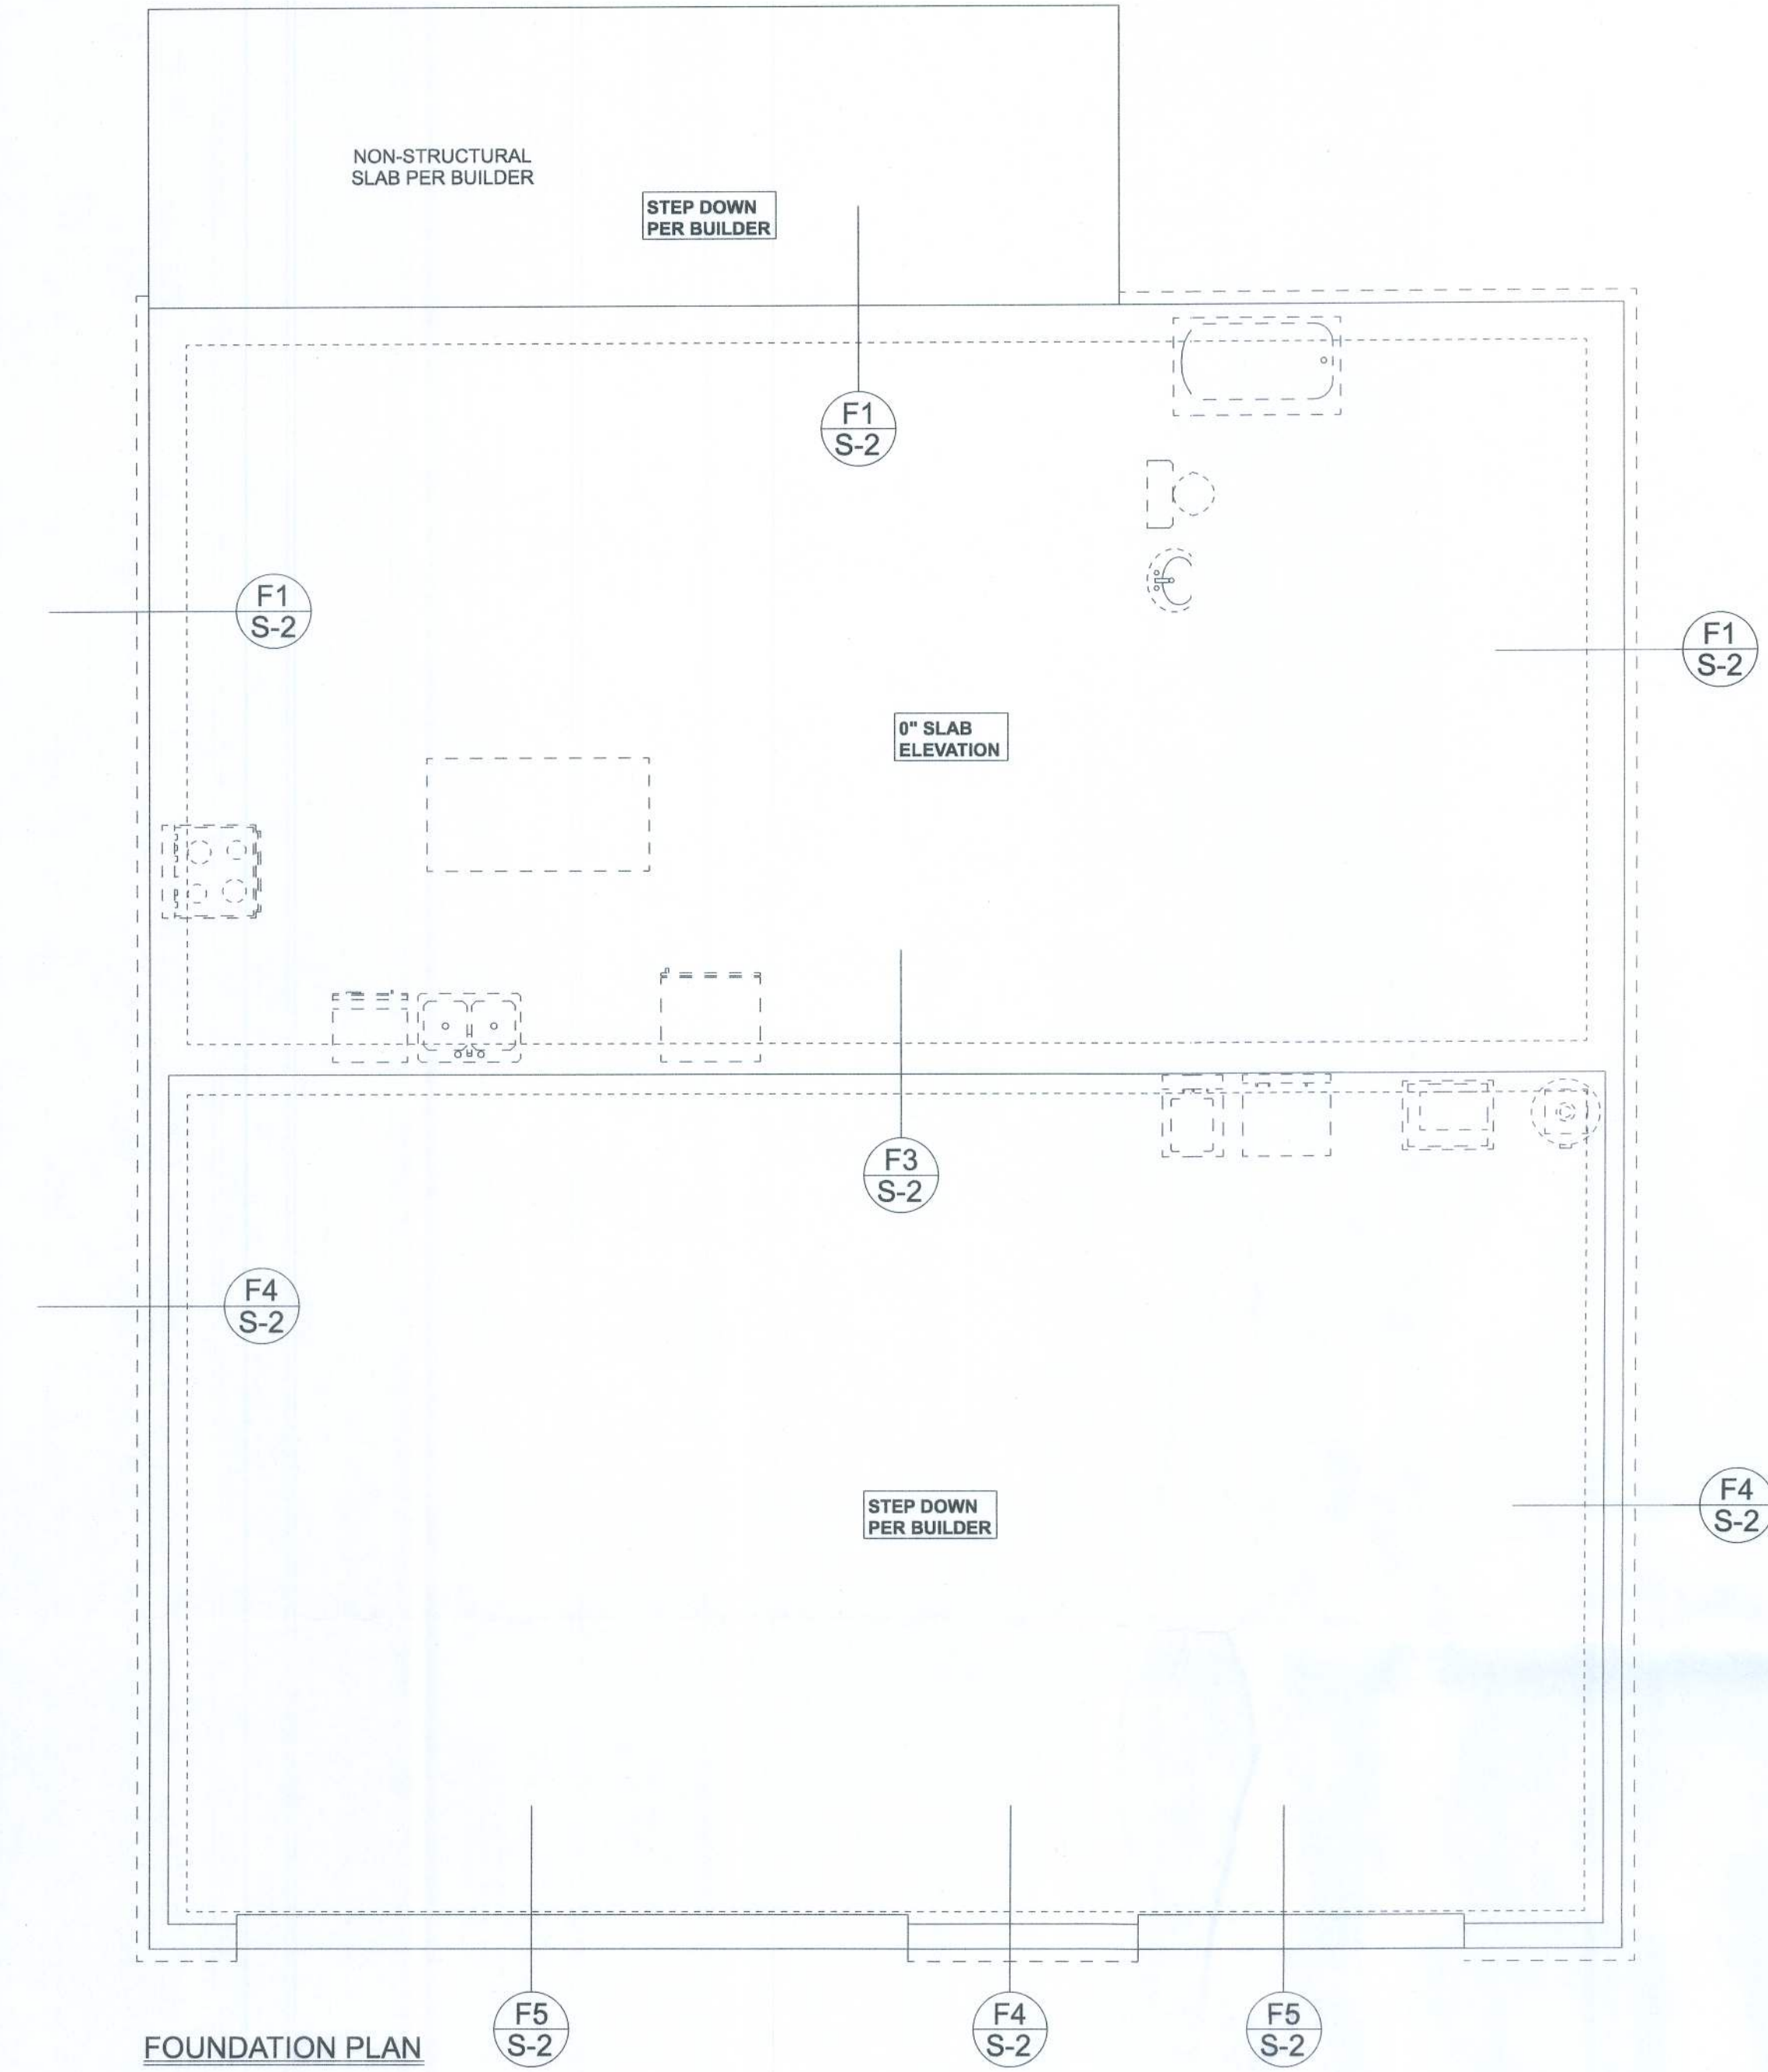 NON-STRUCTURAL
SLAB PER BUILDER
STEP DOWN
PER BUILDER
F1
S-2
F1
S-2
F1
S-2
0" SLAB
ELEVATION
F3
S-2
F4
S-2
F4
S-2
STEP DOWN
PER BUILDER
F5
S-2
F4
S-2
F5
S-2
FOUNDATION PLAN